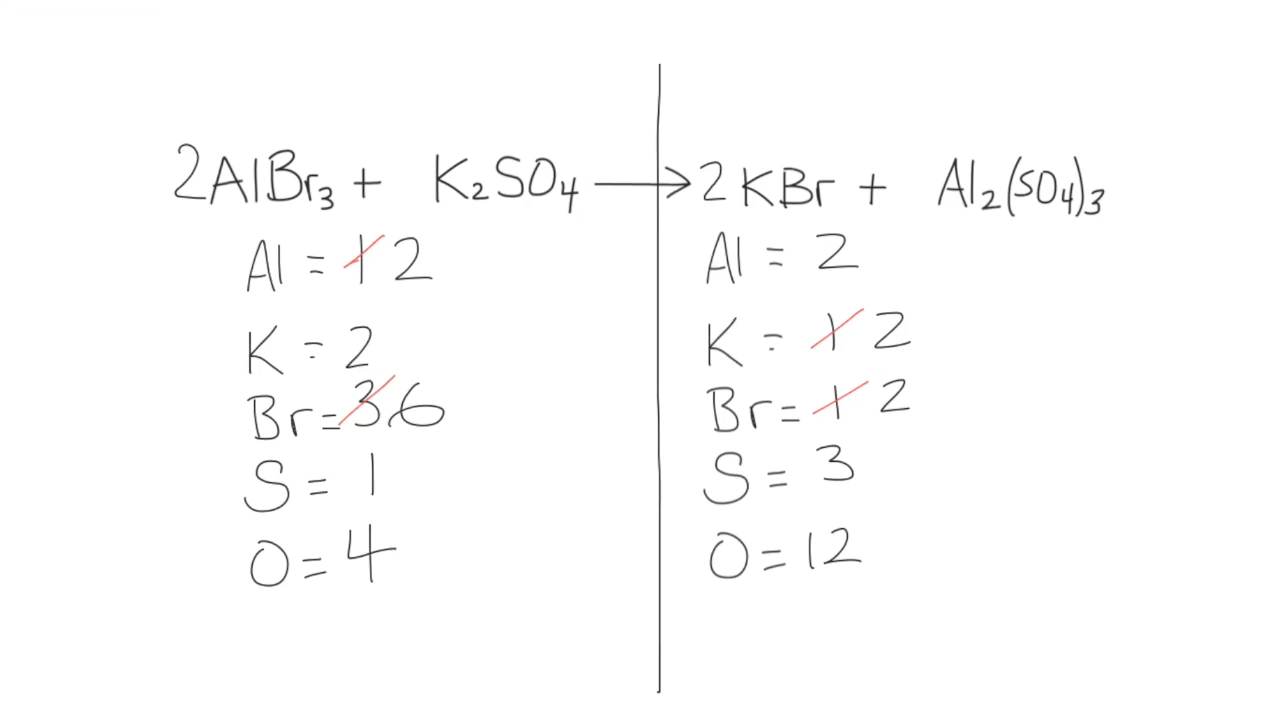 2AlBr₃ + K₂SO₄ → 2KBr + Al₂(SO₄)₃
Al = 1 2
K = 2
Br = 3 6
S = 1
O = 4
Al = 2
K = 1 2
Br = 1 2
S = 3
O = 12